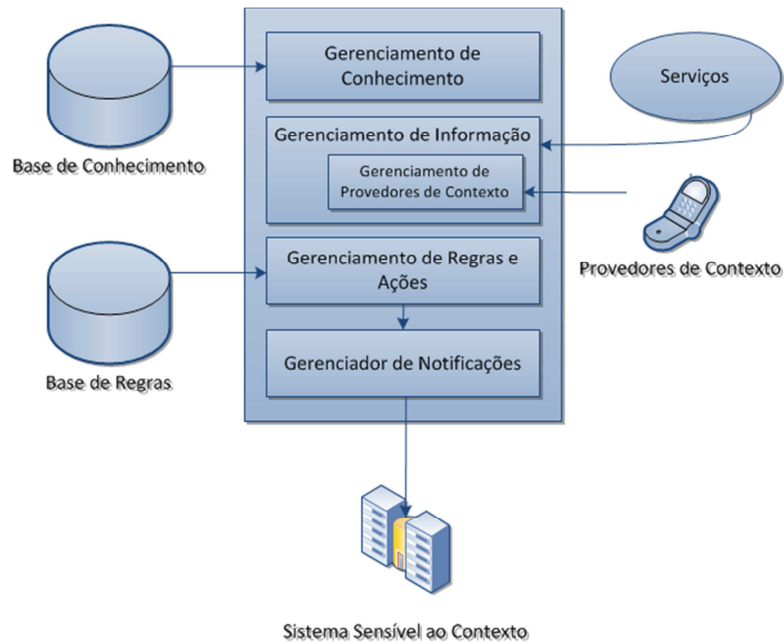 Gerenciamento de
Conhecimento
Serviços
Base de Conhecimento
Gerenciamento de Informação
Gerenciamento de
Provedores de Contexto
Provedores de Contexto
Gerenciamento de Regras e
Ações
Base de Regras
Gerenciador de Notificações
Sistema Sensível ao Contexto